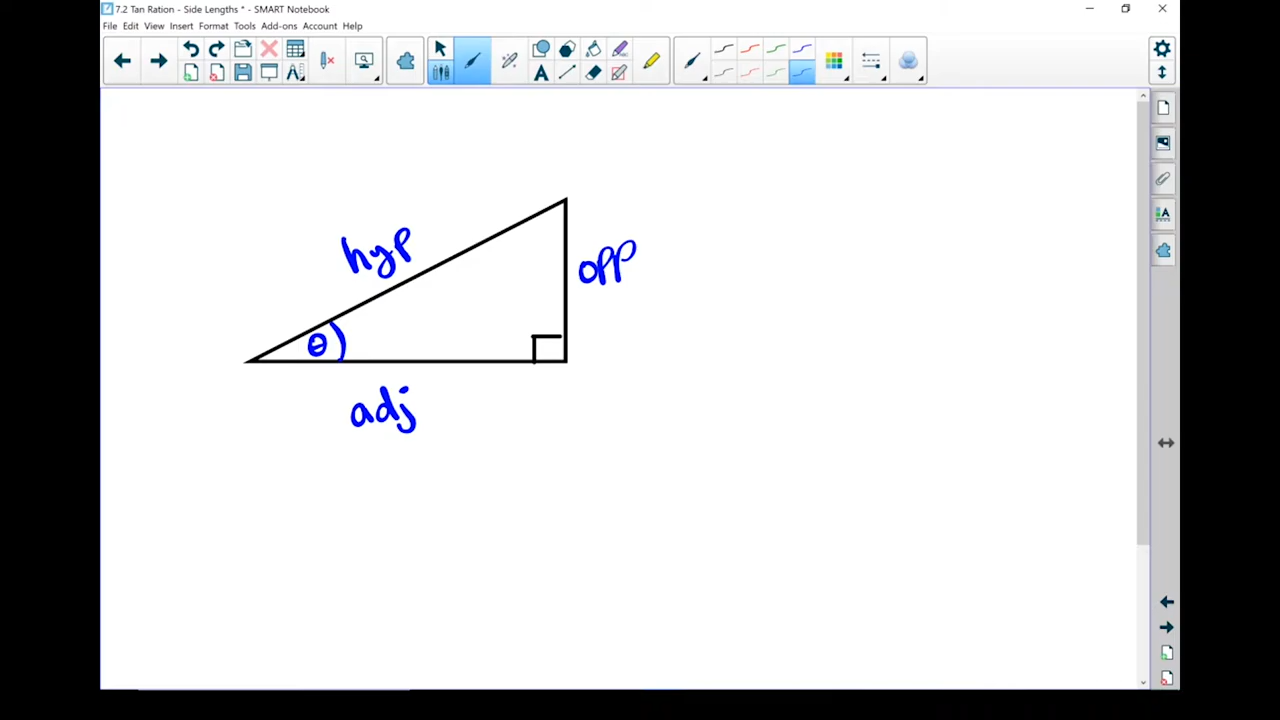 7.2 Tan Ration - Side Lengths * - SMART Notebook
File Edit View Insert Format Tools Add-ons Account Help
hyp
opp
θ
adj